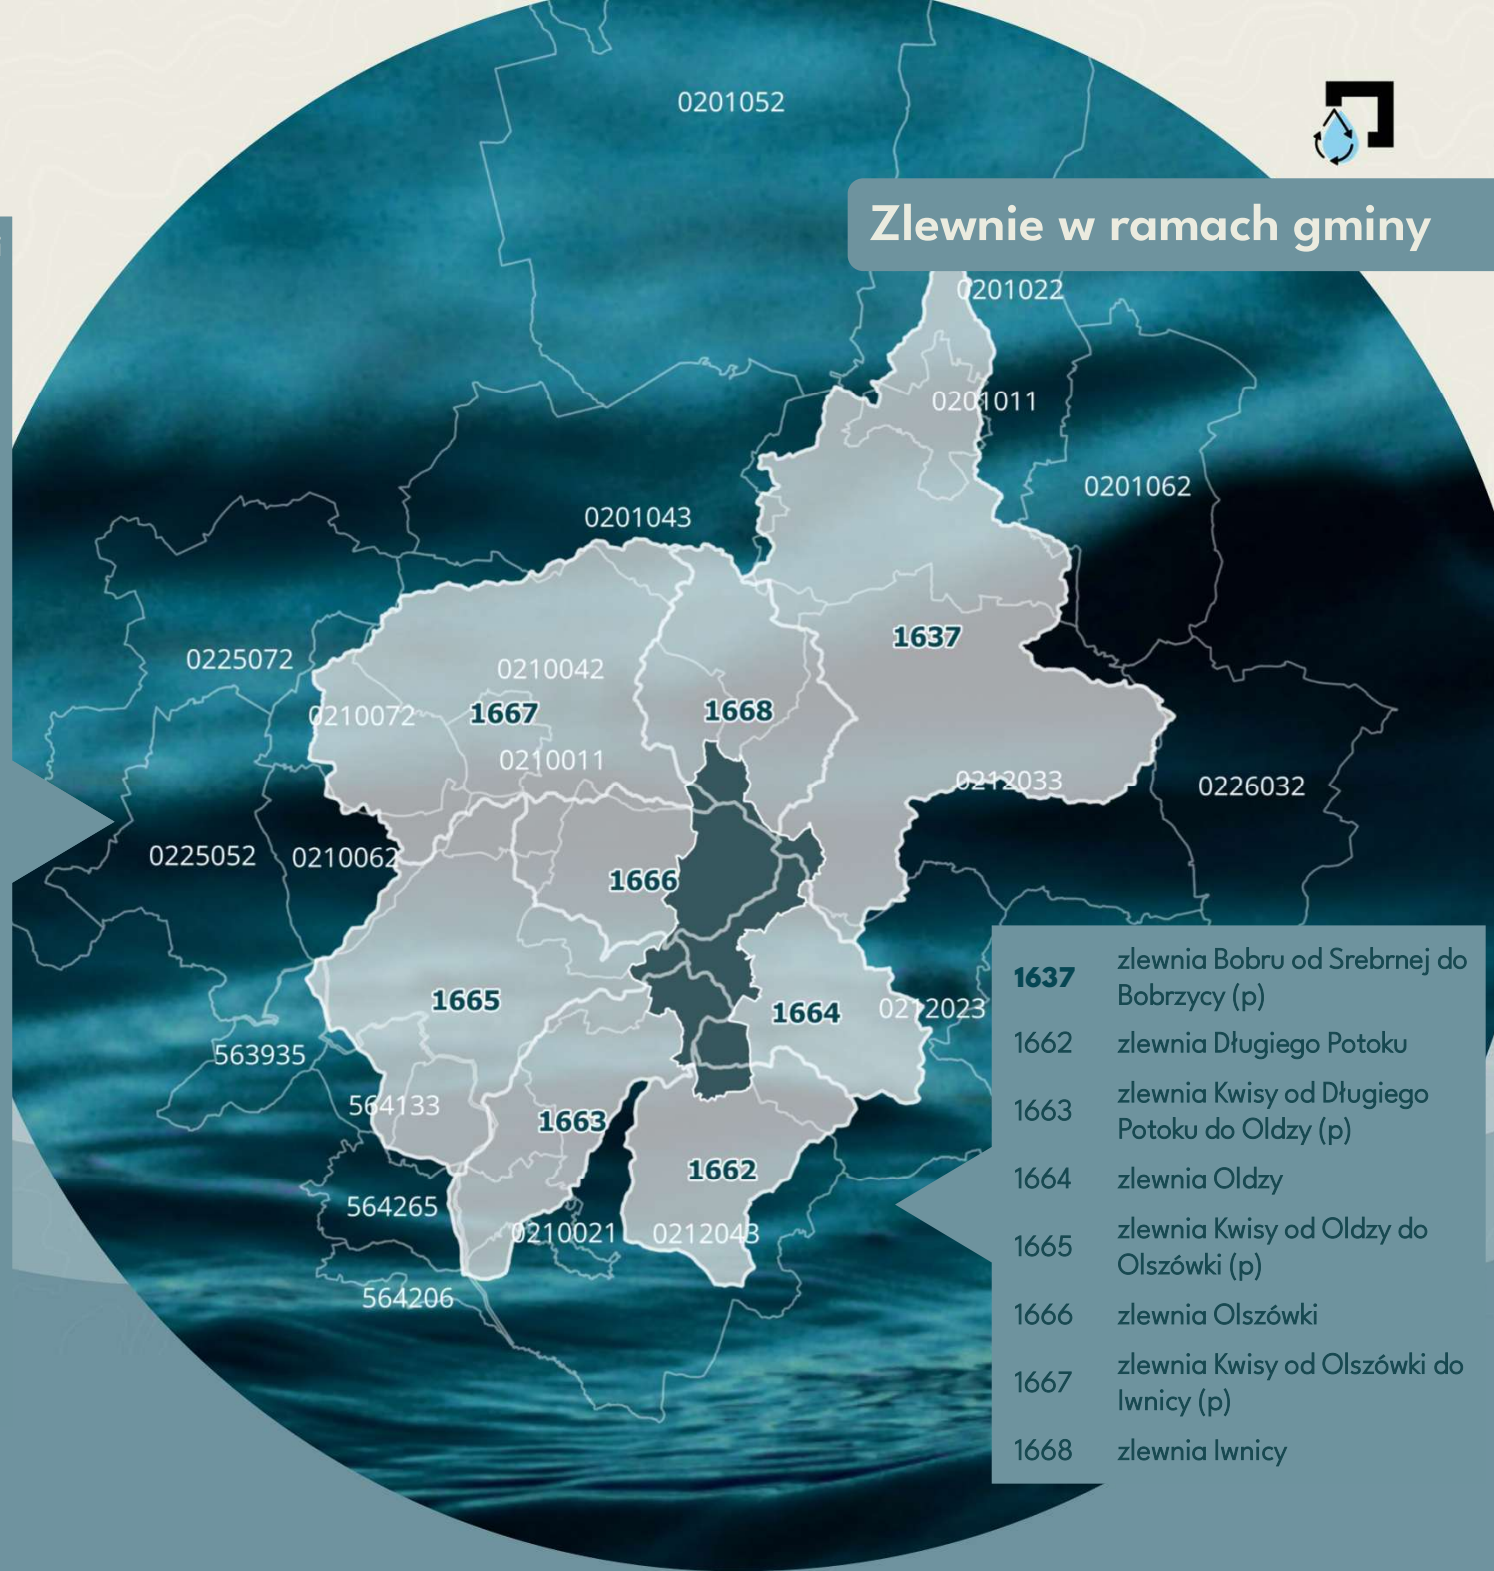 0201052
Zlewnie w ramach gminy
0201022
0201011
0201062
0201043
1637
0225072
0210042
0210072
1667
1668
0210011
0212033
0226032
0225052
0210062
1666
1665
1664
0212023
563935
564133
1663
1662
564265
0210021
0212043
564206
1637 zlewnia Bobru od Srebrnej do
Bobrzycy (p)
1662 zlewnia Długiego Potoku
1663 zlewnia Kwisy od Długiego
Potoku do Oldzy (p)
1664 zlewnia Oldzy
1665 zlewnia Kwisy od Oldzy do
Olszówki (p)
1666 zlewnia Olszówki
1667 zlewnia Kwisy od Olszówki do
Iwnicy (p)
1668 zlewnia Iwnicy